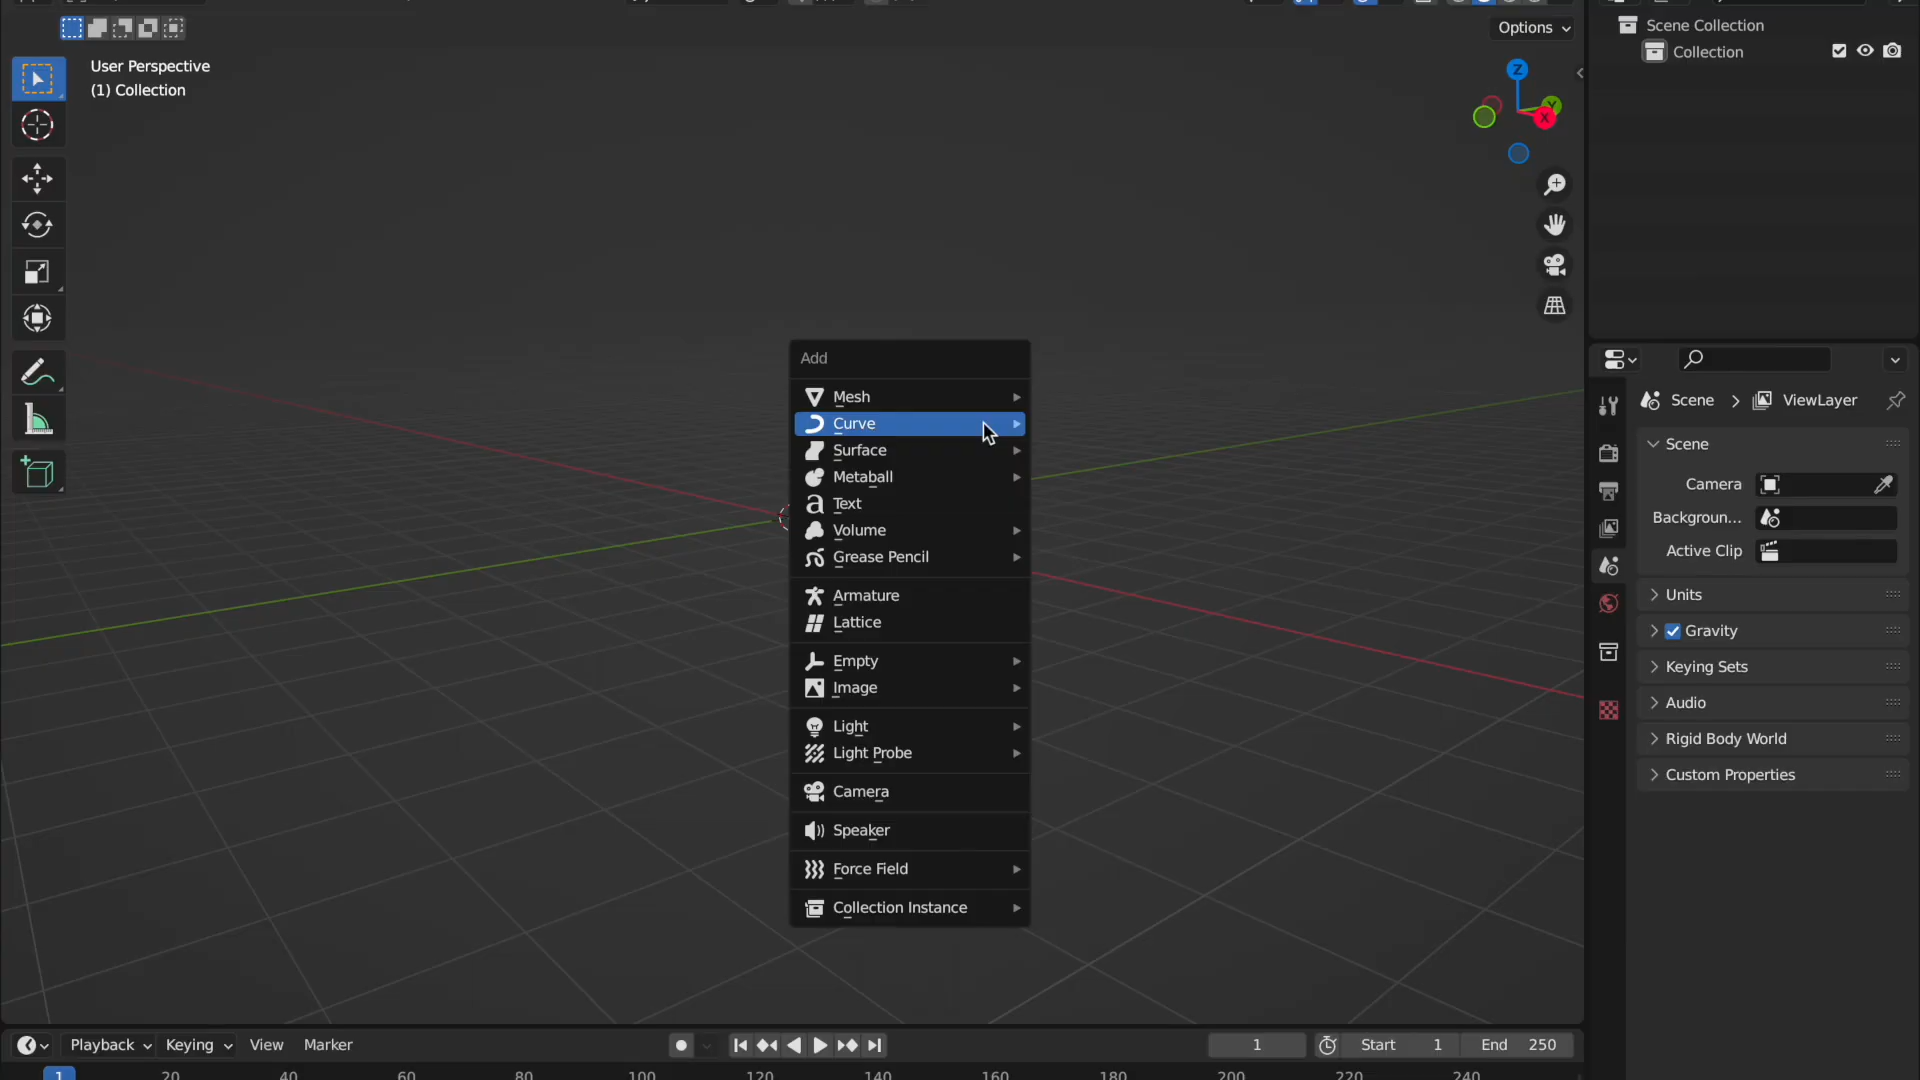 Options
User Perspective
(1) Collection
Z
Y
X
Scene Collection
Collection
Add
Mesh
Curve
Surface
Metaball
Text
Volume
Grease Pencil
Armature
Lattice
Empty
Image
Light
Light Probe
Camera
Speaker
Force Field
Collection Instance
Scene
ViewLayer
Scene
Camera
Backgroun...
Active Clip
Units
Gravity
Keying Sets
Audio
Rigid Body World
Custom Properties
Playback
Keying
View
Marker
1
Start 1
End 250
1 20 40 60 80 100 120 140 160 180 200 220 240